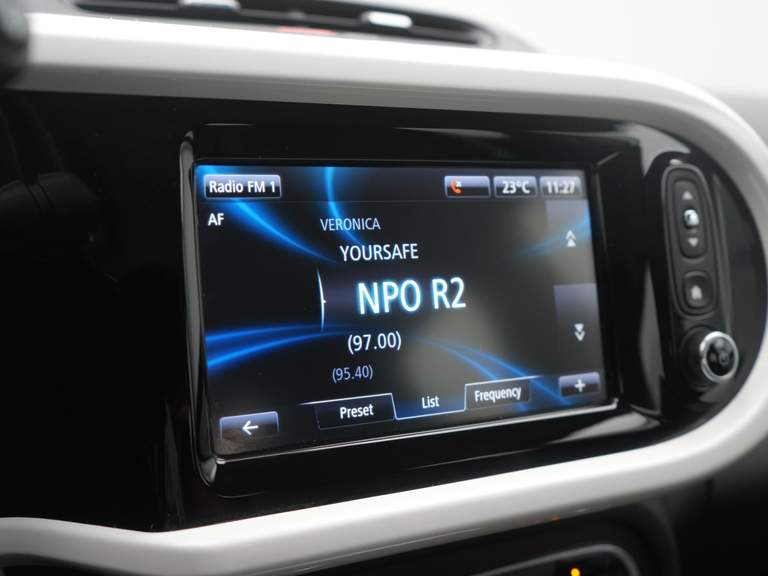 Radio FM 1
23°C
11:27
AF
VERONICA
YOURSAFE
NPO R2
(97.00)
(95.40)
Preset
List
Frequency